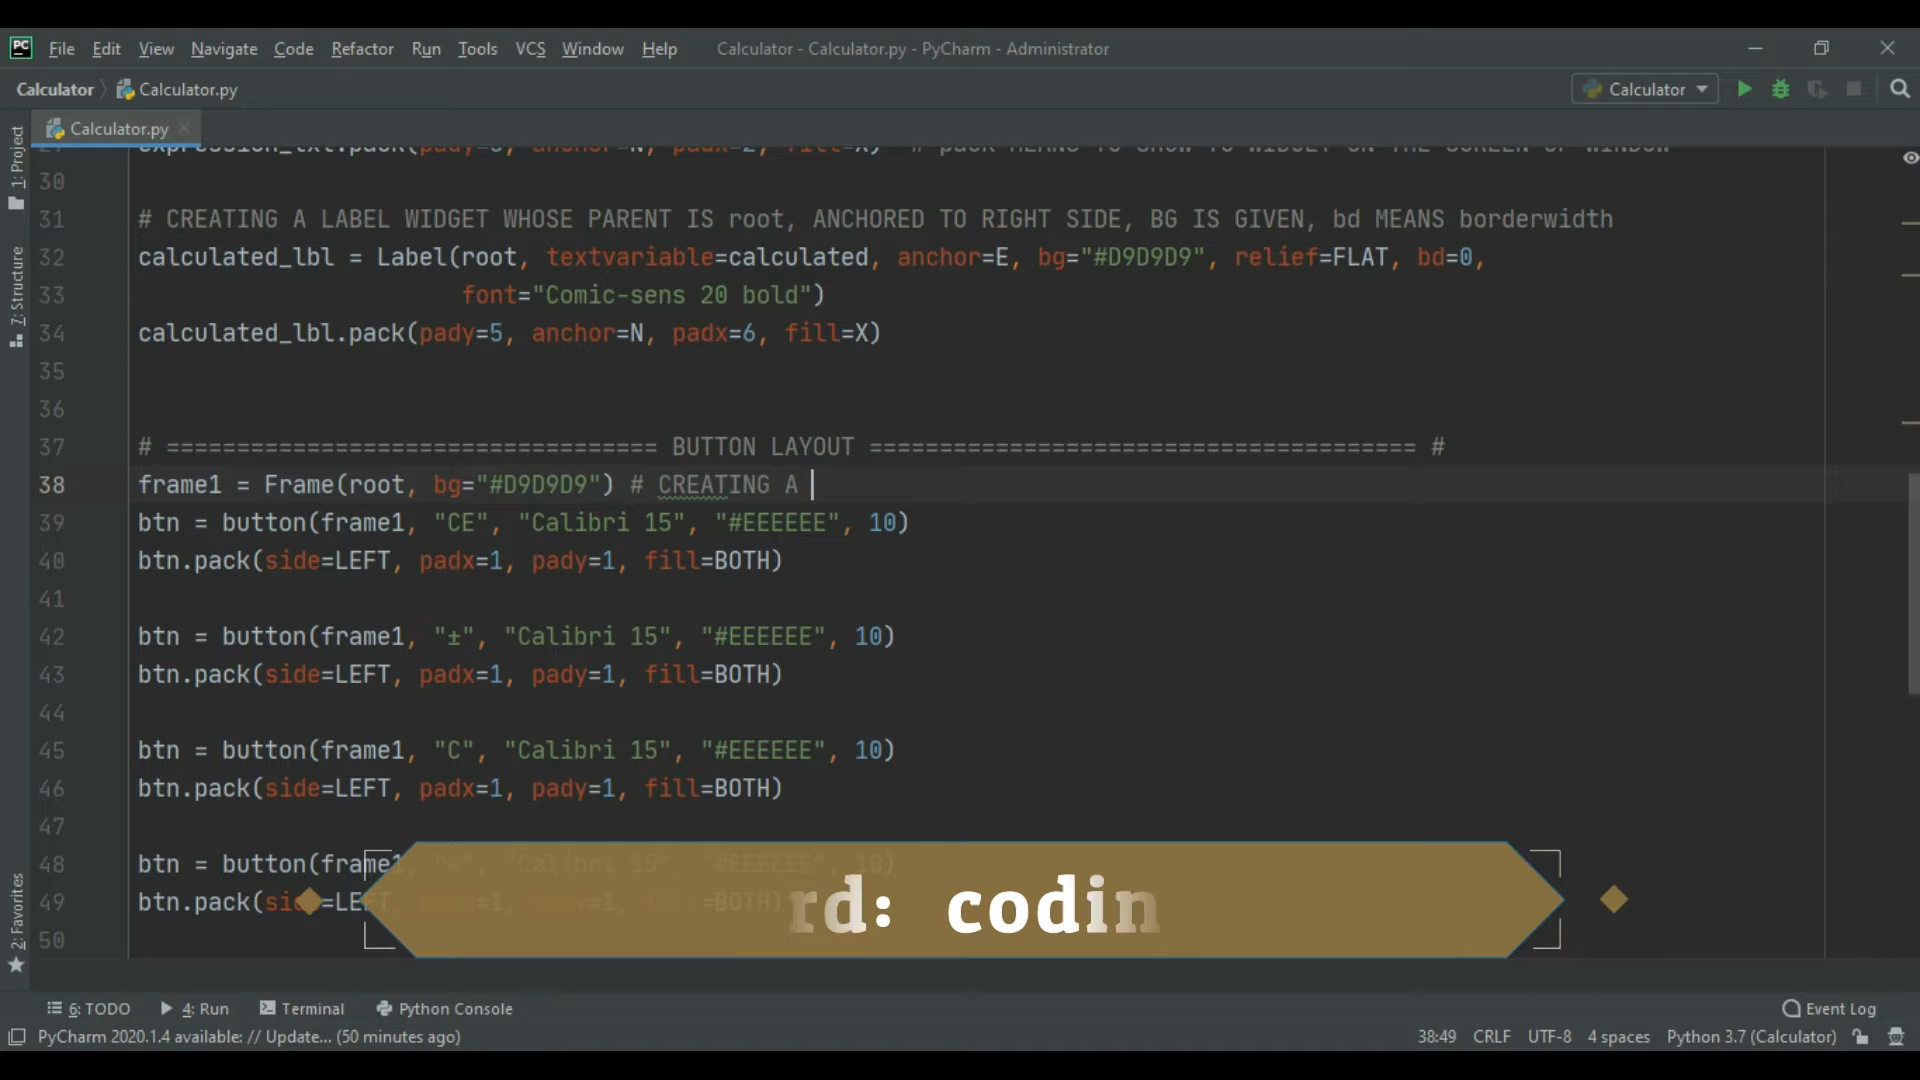 PC File Edit View Navigate Code Refactor Run Tools VCS Window Help Calculator - Calculator.py - PyCharm - Administrator
Calculator Calculator.py Calculator
Calculator.py
1: Project
7: Structure
2: Favorites
30
31 # CREATING A LABEL WIDGET WHOSE PARENT IS root, ANCHORED TO RIGHT SIDE, BG IS GIVEN, bd MEANS borderwidth
32 calculated_lbl = Label(root, textvariable=calculated, anchor=E, bg="#D9D9D9", relief=FLAT, bd=0,
33 font="Comic-sens 20 bold")
34 calculated_lbl.pack(pady=5, anchor=N, padx=6, fill=X)
35
36
37 # =================================== BUTTON LAYOUT ======================================= #
38 frame1 = Frame(root, bg="#D9D9D9") # CREATING A
39 btn = button(frame1, "CE", "Calibri 15", "#EEEEEE", 10)
40 btn.pack(side=LEFT, padx=1, pady=1, fill=BOTH)
41
42 btn = button(frame1, "±", "Calibri 15", "#EEEEEE", 10)
43 btn.pack(side=LEFT, padx=1, pady=1, fill=BOTH)
44
45 btn = button(frame1, "C", "Calibri 15", "#EEEEEE", 10)
46 btn.pack(side=LEFT, padx=1, pady=1, fill=BOTH)
47
48 btn = button(frame1
49 btn.pack(side=LEFT
50
rd: codin
6: TODO 4: Run Terminal Python Console Event Log
PyCharm 2020.1.4 available: // Update... (50 minutes ago) 38:49 CRLF UTF-8 4 spaces Python 3.7 (Calculator)